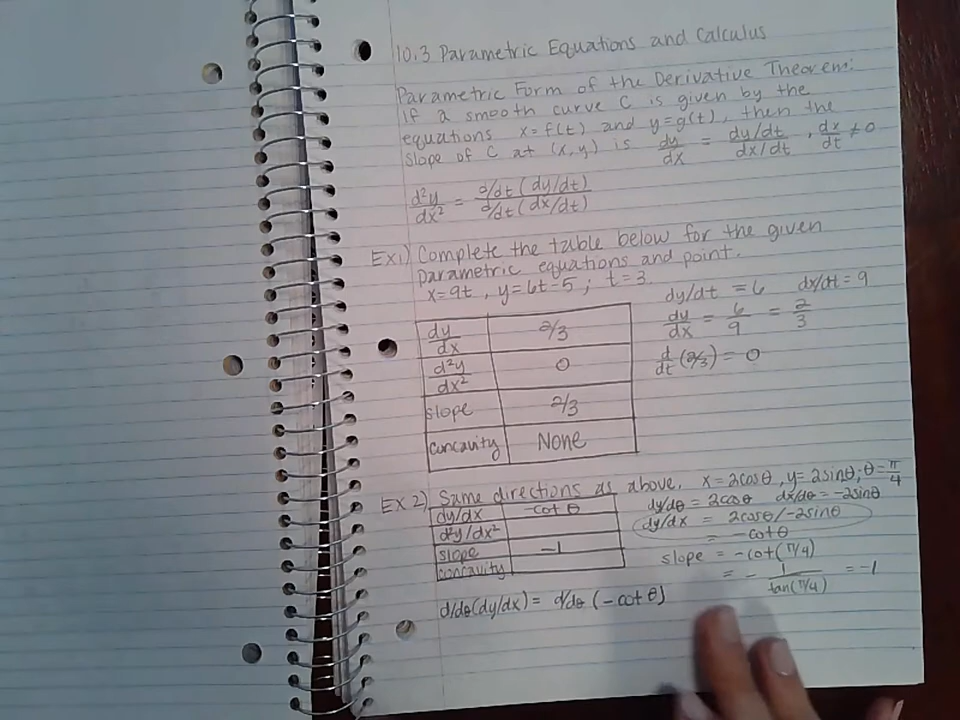 10.3 Parametric Equations and Calculus
Parametric Form of the Derivative Theorem:
If a smooth curve C is given by the
equations x=f(t) and y=g(t), then the
slope of C at (x,y) is dy/dx = dy/dt / dx/dt , dx/dt ≠ 0
d²y/dx² = d/dt (dy/dt) / d/dt (dx/dt)
Ex 1) Complete the table below for the given
parametric equations and point.
x=9t, y=6t-5; t=3
dy/dt = 6 dx/dt = 9
dy/dx = 6/9 = 2/3
d/dt (2/3) = 0
dy/dx 2/3
d²y/dx² 0
slope 2/3
concavity None
EX 2) Same directions as above. x=2cosθ, y=2sinθ; θ=π/4
dy/dθ = 2cosθ dx/dθ = -2sinθ
dy/dx = 2cosθ/-2sinθ
= -cotθ
slope = -cot(π/4)
= - 1/tan(π/4) = -1
dy/dx -cot θ
d²y/dx²
slope -1
concavity
d/dθ(dy/dx) = d/dθ (-cot θ)